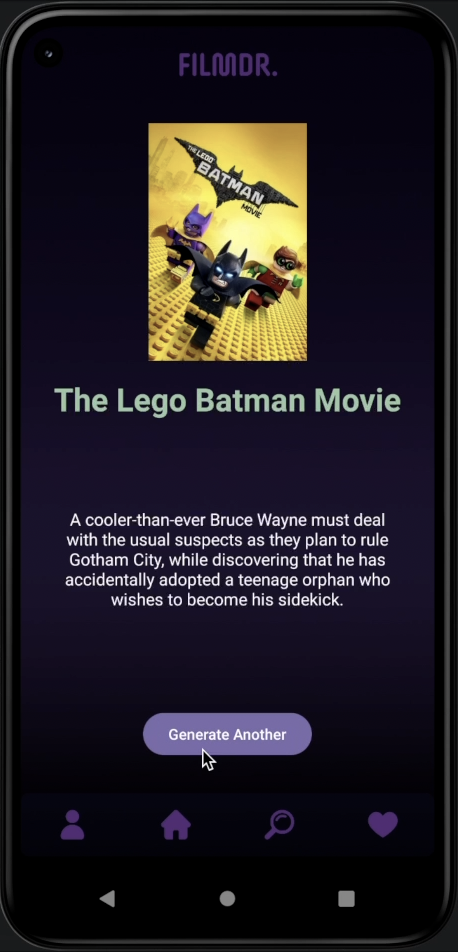 FILMDR.
THE LEGO
BATMAN
MOVIE
The Lego Batman Movie
A cooler-than-ever Bruce Wayne must deal
with the usual suspects as they plan to rule
Gotham City, while discovering that he has
accidentally adopted a teenage orphan who
wishes to become his sidekick.
Generate Another